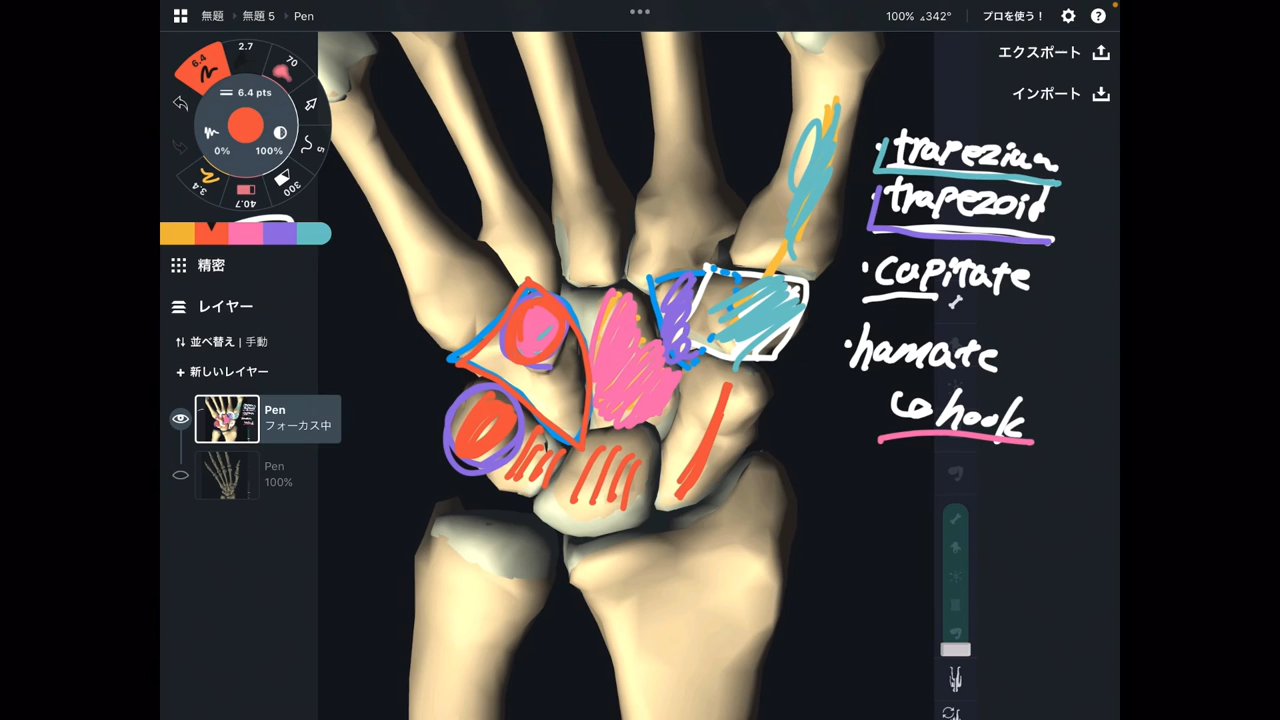 無題 無題 5 Pen
100% ⦨342° プロを使う!
エクスポート
インポート
2.7
6.4
70
6.4 pts
0% 100%
5
3.4
40.7
300
精密
レイヤー
並べ替え | 手動
+ 新しいレイヤー
Pen
フォーカス中
Pen
100%
・trapezium
・trapezoid
・capitate
・hamate
hook